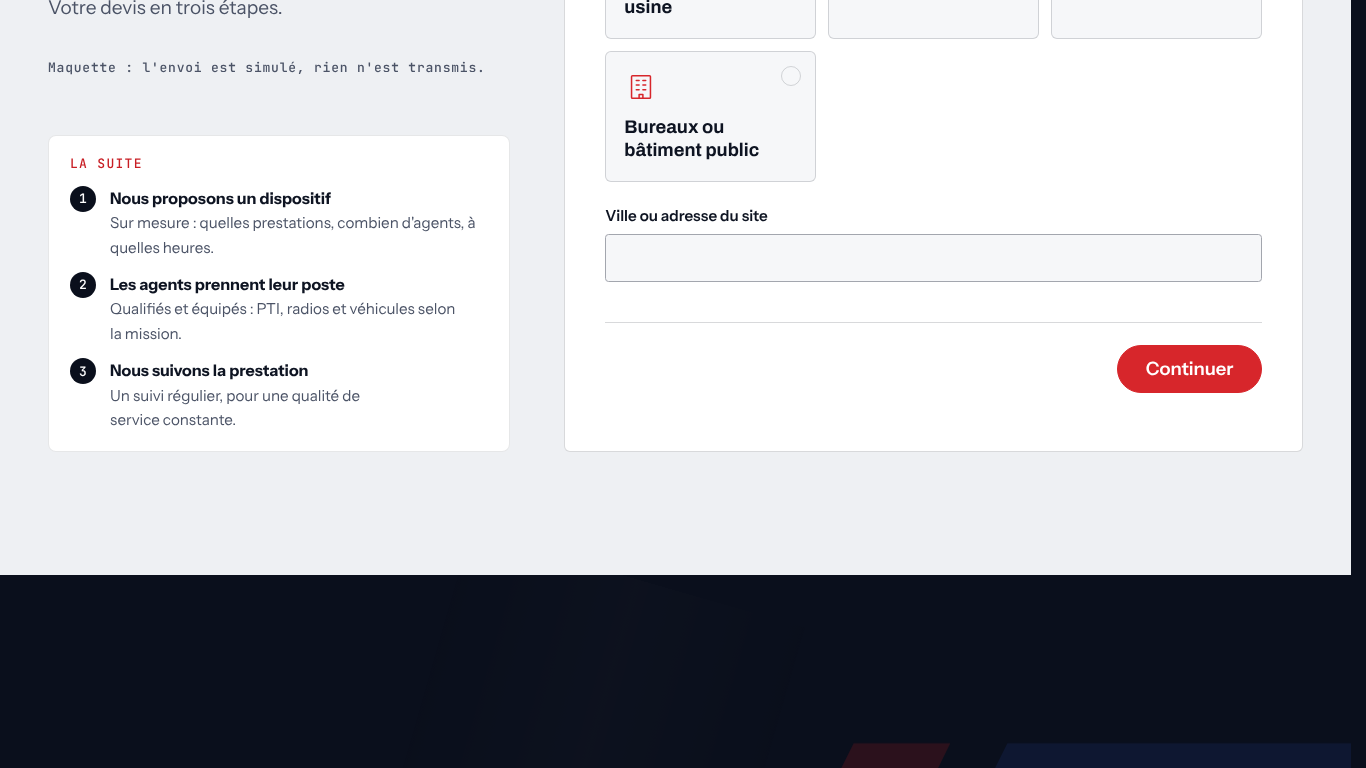 Votre devis en trois étapes.
Maquette : l'envoi est simulé, rien n'est transmis.
LA SUITE
1 Nous proposons un dispositif
Sur mesure : quelles prestations, combien d'agents, à
quelles heures.
2 Les agents prennent leur poste
Qualifiés et équipés : PTI, radios et véhicules selon
la mission.
3 Nous suivons la prestation
Un suivi régulier, pour une qualité de
service constante.
usine
Bureaux ou
bâtiment public
Ville ou adresse du site
Continuer